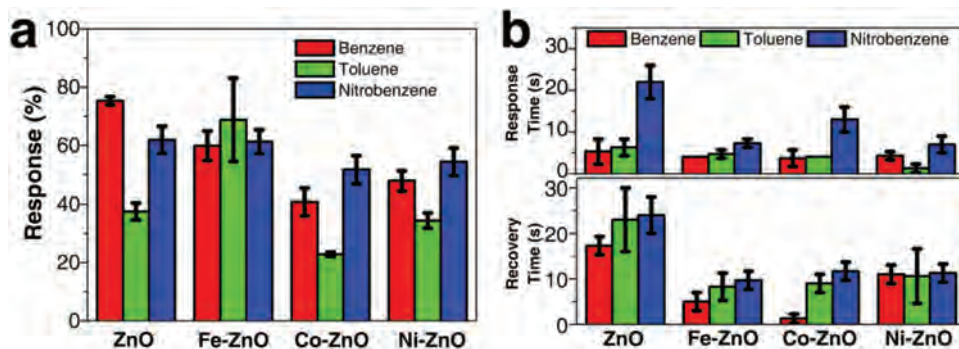 a
Response (%)
100
80
60
40
20
0
Benzene
Toluene
Nitrobenzene
ZnO Fe-ZnO Co-ZnO Ni-ZnO
b
Benzene Toluene Nitrobenzene
Response
Time (s)
30
20
10
Recovery
Time (s)
30
20
10
0
ZnO Fe-ZnO Co-ZnO Ni-ZnO